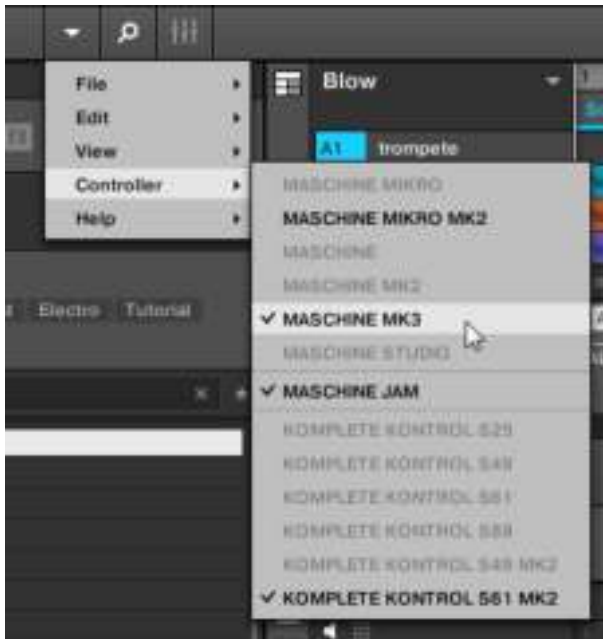 File
Edit
View
Controller
Help
Blow
1
A1 trompete
MASCHINE MIKRO
MASCHINE MIKRO MK2
MASCHINE
MASCHINE MK2
MASCHINE MK3
MASCHINE STUDIO
MASCHINE JAM
KOMPLETE KONTROL S25
KOMPLETE KONTROL S49
KOMPLETE KONTROL S61
KOMPLETE KONTROL S88
KOMPLETE KONTROL S49 MK2
KOMPLETE KONTROL S61 MK2
Electro Tutorial